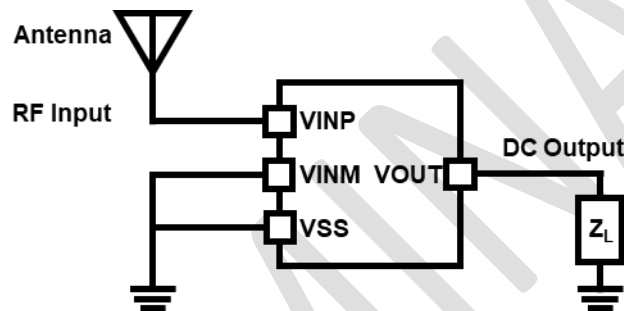 Antenna
RF Input
VINP
VINM VOUT
VSS
DC Output
ZL